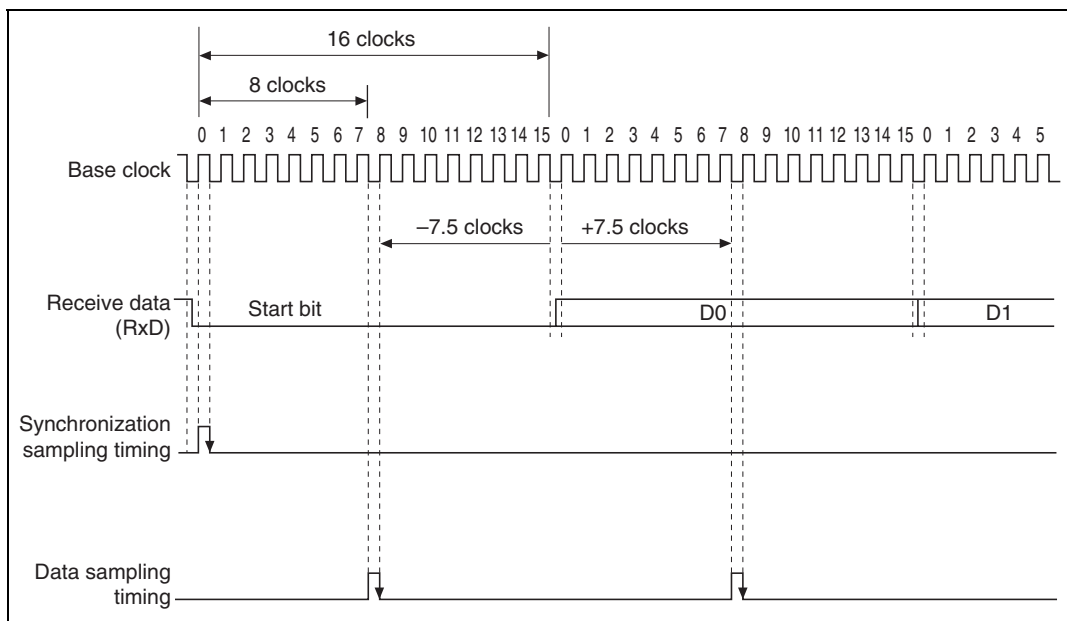 16 clocks
8 clocks
0 1 2 3 4 5 6 7 8 9 10 11 12 13 14 15 0 1 2 3 4 5 6 7 8 9 10 11 12 13 14 15 0 1 2 3 4 5
Base clock
–7.5 clocks +7.5 clocks
Receive data
(RxD)
Start bit D0 D1
Synchronization
sampling timing
Data sampling
timing